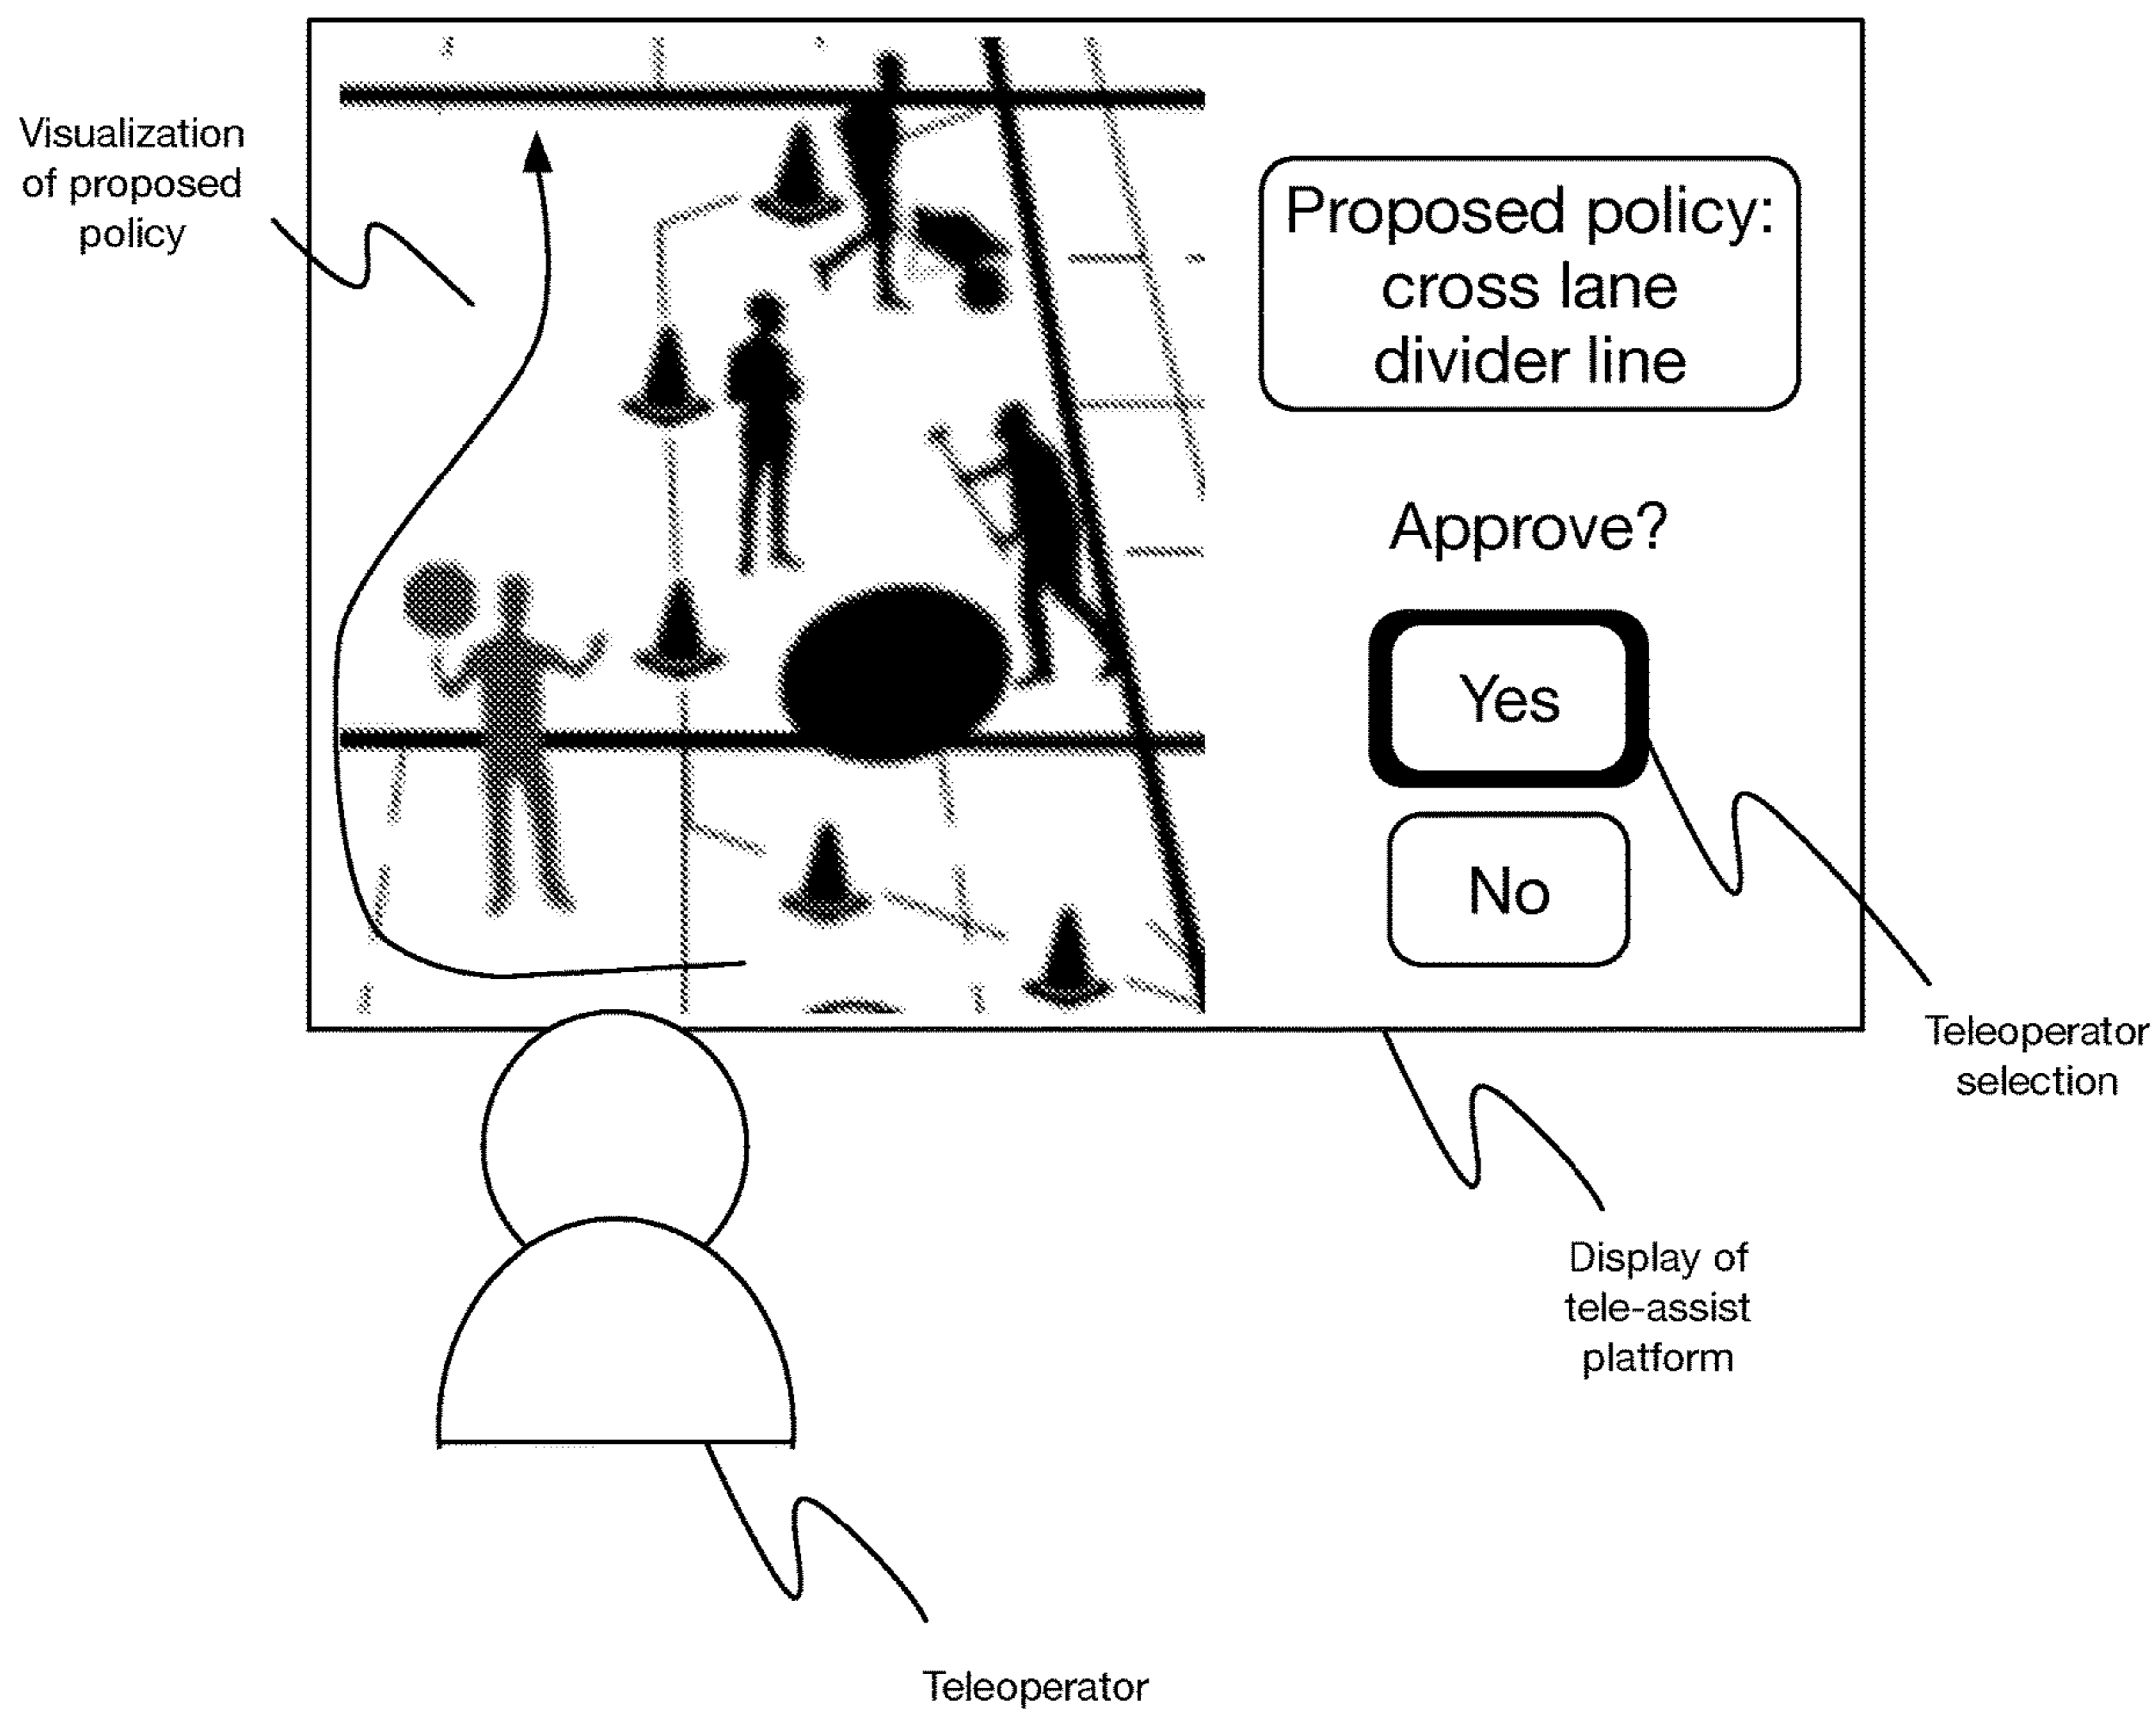 Visualization
of proposed
policy
Proposed policy:
cross lane
divider line
Approve?
Yes
No
Teleoperator
selection
Display of
tele-assist
platform
Teleoperator